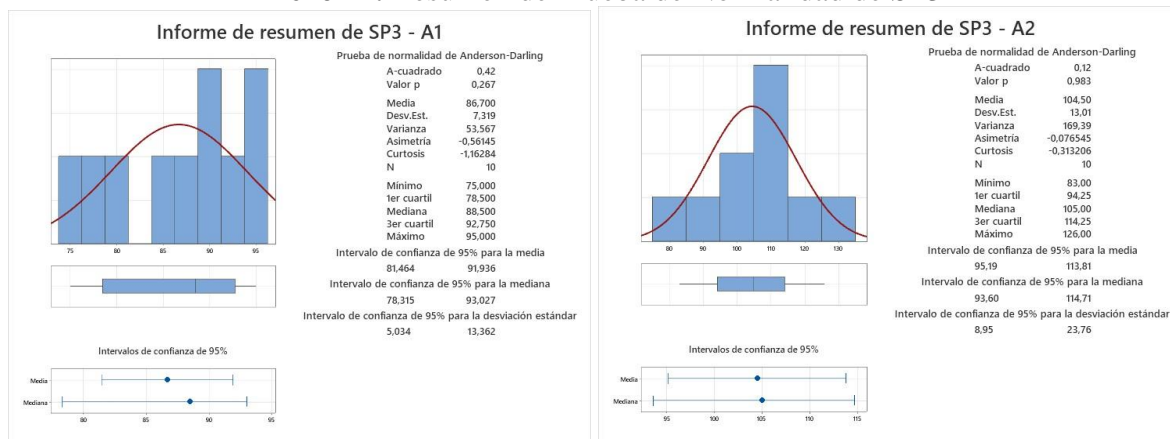 Informe de resumen de SP3 - A1
Prueba de normalidad de Anderson-Darling
A-cuadrado 0,42
Valor p 0,267
Media 86,700
Desv.Est. 7,319
Varianza 53,567
Asimetría -0,56145
Curtosis -1,16284
N 10
Mínimo 75,000
1er cuartil 78,500
Mediana 88,500
3er cuartil 92,750
Máximo 95,000
Intervalo de confianza de 95% para la media
81,464 91,936
Intervalo de confianza de 95% para la mediana
78,315 93,027
Intervalo de confianza de 95% para la desviación estándar
5,034 13,362
75 80 85 90 95
Intervalos de confianza de 95%
Media
Mediana
80 85 90 95
Informe de resumen de SP3 - A2
Prueba de normalidad de Anderson-Darling
A-cuadrado 0,12
Valor p 0,983
Media 104,50
Desv.Est. 13,01
Varianza 169,39
Asimetría -0,076545
Curtosis -0,313206
N 10
Mínimo 83,00
1er cuartil 94,25
Mediana 105,00
3er cuartil 114,25
Máximo 126,00
Intervalo de confianza de 95% para la media
95,19 113,81
Intervalo de confianza de 95% para la mediana
93,60 114,71
Intervalo de confianza de 95% para la desviación estándar
8,95 23,76
80 90 100 110 120 130
Intervalos de confianza de 95%
Media
Mediana
95 100 105 110 115